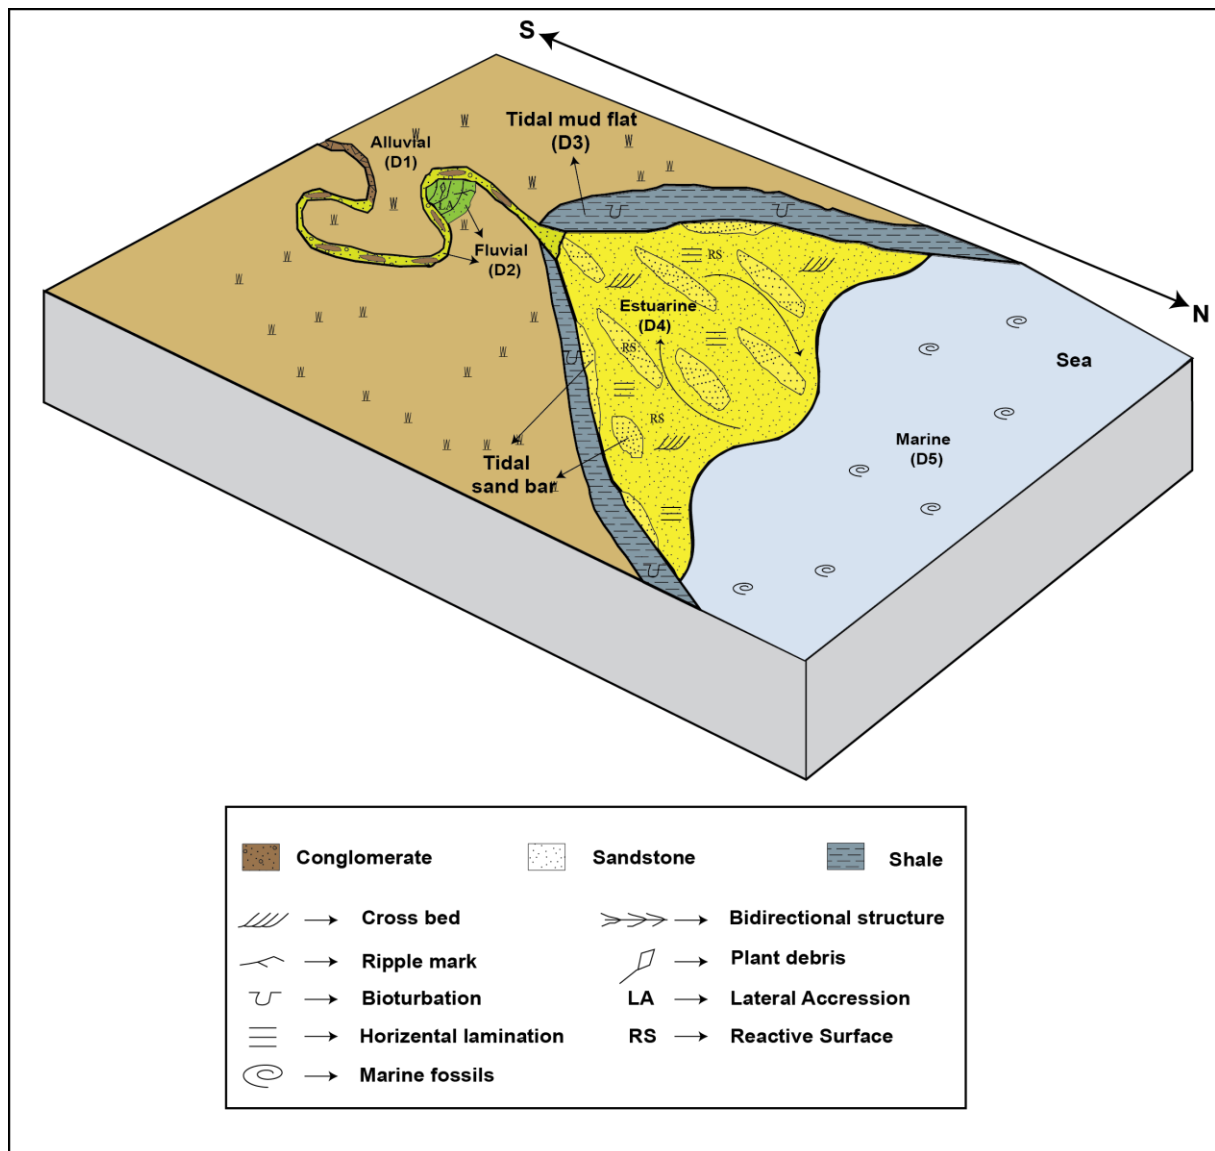 S
N
Tidal mud flat
(D3)
Alluvial
(D1)
LA
Fluvial
(D2)
RS
Estuarine
(D4)
RS
RS
Sea
Marine
(D5)
Tidal
sand bar
Conglomerate
Sandstone
Shale
Cross bed
Bidirectional structure
Ripple mark
Plant debris
Bioturbation
LA
Lateral Accression
Horizental lamination
RS
Reactive Surface
Marine fossils